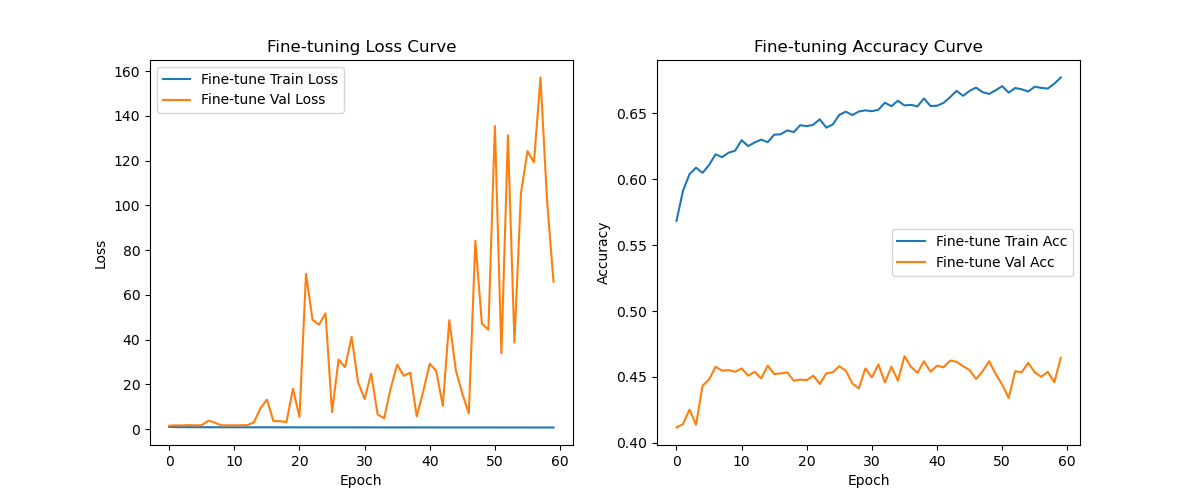 Fine-tuning Loss Curve
160
140
120
100
80
60
40
20
0
Loss
0 10 20 30 40 50 60
Epoch
Fine-tune Train Loss
Fine-tune Val Loss
Fine-tuning Accuracy Curve
0.65
0.60
0.55
0.50
0.45
0.40
Accuracy
0 10 20 30 40 50 60
Epoch
Fine-tune Train Acc
Fine-tune Val Acc